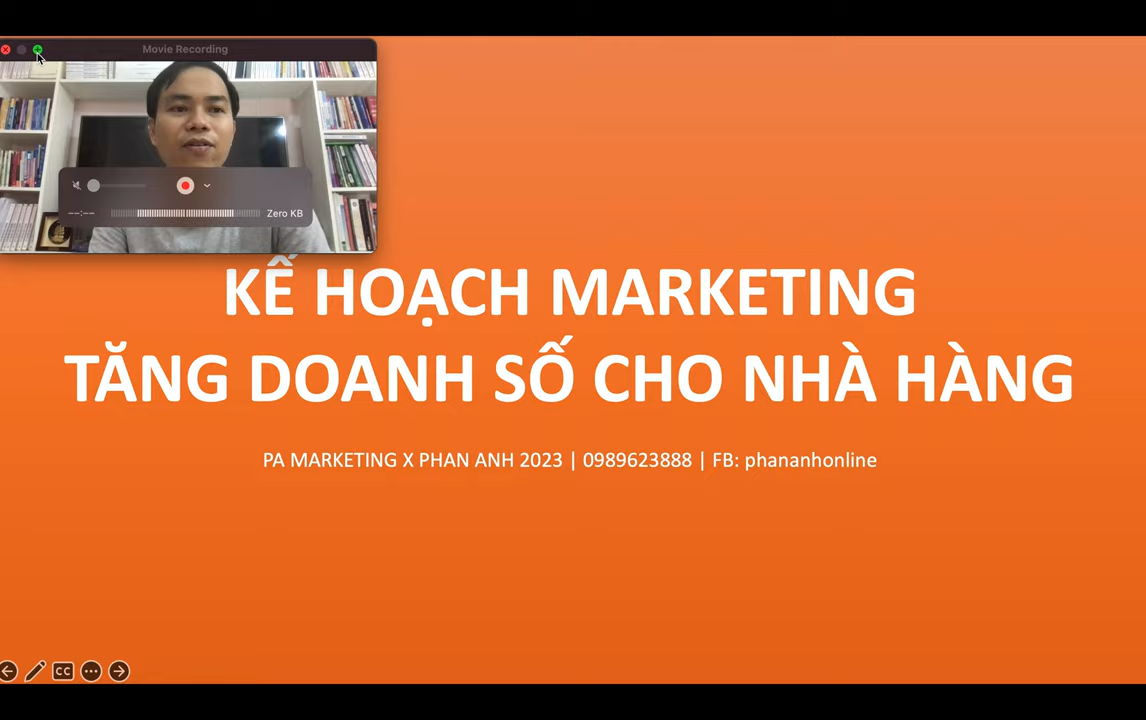 Movie Recording
--:--
Zero KB
KẾ HOẠCH MARKETING
TĂNG DOANH SỐ CHO NHÀ HÀNG
PA MARKETING X PHAN ANH 2023 | 0989623888 | FB: phananhonline
CC